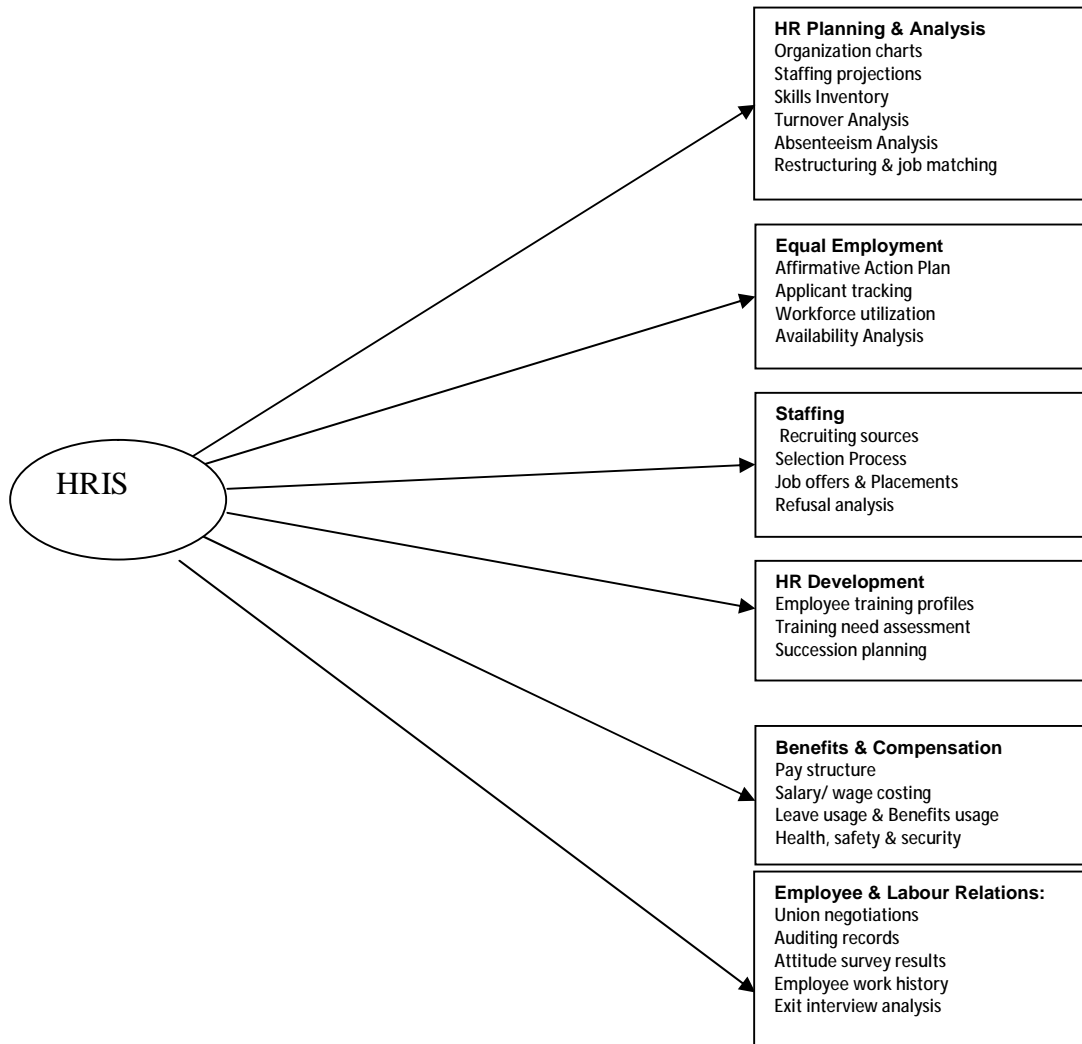 HR Planning & Analysis
Organization charts
Staffing projections
Skills Inventory
Turnover Analysis
Absenteeism Analysis
Restructuring & job matching
Equal Employment
Affirmative Action Plan
Applicant tracking
Workforce utilization
Availability Analysis
Staffing
Recruiting sources
Selection Process
Job offers & Placements
Refusal analysis
HRIS
HR Development
Employee training profiles
Training need assessment
Succession planning
Benefits & Compensation
Pay structure
Salary/ wage costing
Leave usage & Benefits usage
Health, safety & security
Employee & Labour Relations:
Union negotiations
Auditing records
Attitude survey results
Employee work history
Exit interview analysis